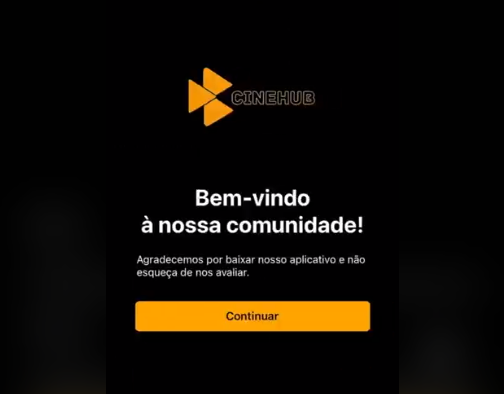 CINEHUB
Bem-vindo
à nossa comunidade!
Agradecemos por baixar nosso aplicativo e não
esqueça de nos avaliar.
Continuar